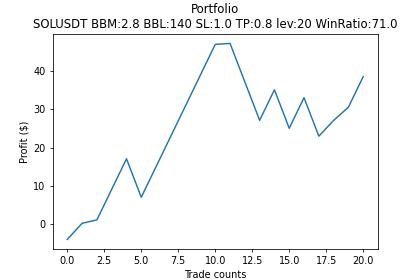 Portfolio
SOLUSDT BBM:2.8 BBL:140 SL:1.0 TP:0.8 lev:20 WinRatio:71.0
40
30
20
10
0
Profit ($)
0.0 2.5 5.0 7.5 10.0 12.5 15.0 17.5 20.0
Trade counts